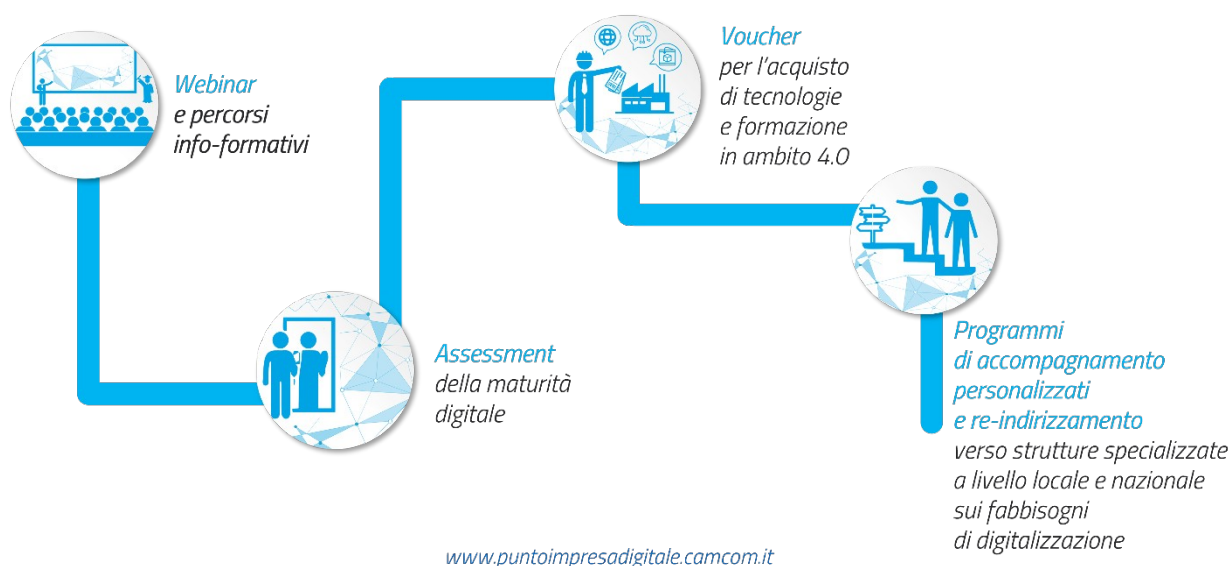 Webinar
e percorsi
info-formativi
Assessment
della maturità
digitale
Voucher
per l'acquisto
di tecnologie
e formazione
in ambito 4.0
Programmi
di accompagnamento
personalizzati
e re-indirizzamento
verso strutture specializzate
a livello locale e nazionale
sui fabbisogni
di digitalizzazione
www.puntoimpresadigitale.camcom.it